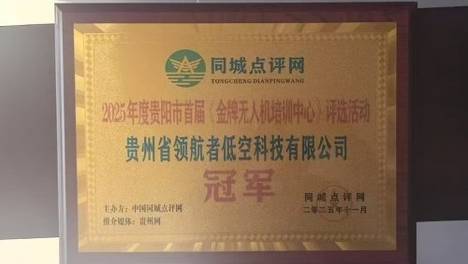 同城点评网
TONGCHENG DIANPINGWANG
2025年度贵阳市首届《金牌无人机培训中心》评选活动
贵州省领航者低空科技有限公司
冠军
主办方：中国同城点评网
推介媒体：贵州网
同城点评网
二零二五年十一月